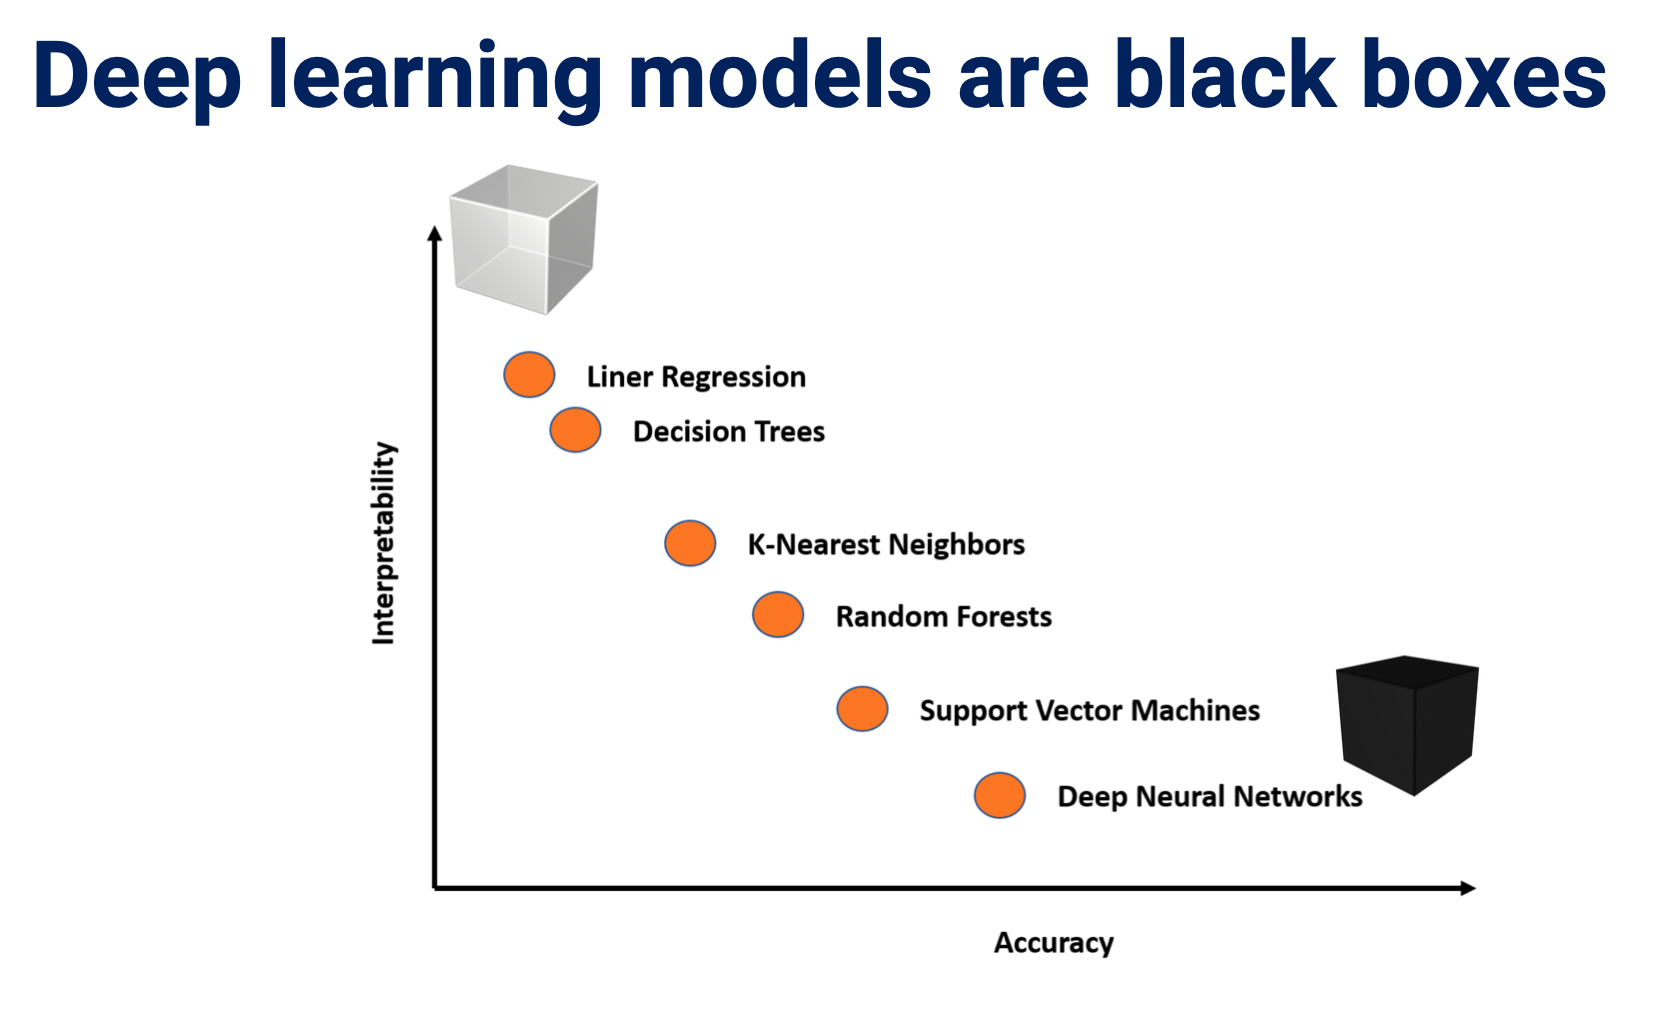 Deep learning models are black boxes
Liner Regression
Decision Trees
K-Nearest Neighbors
Random Forests
Support Vector Machines
Deep Neural Networks
Interpretability
Accuracy